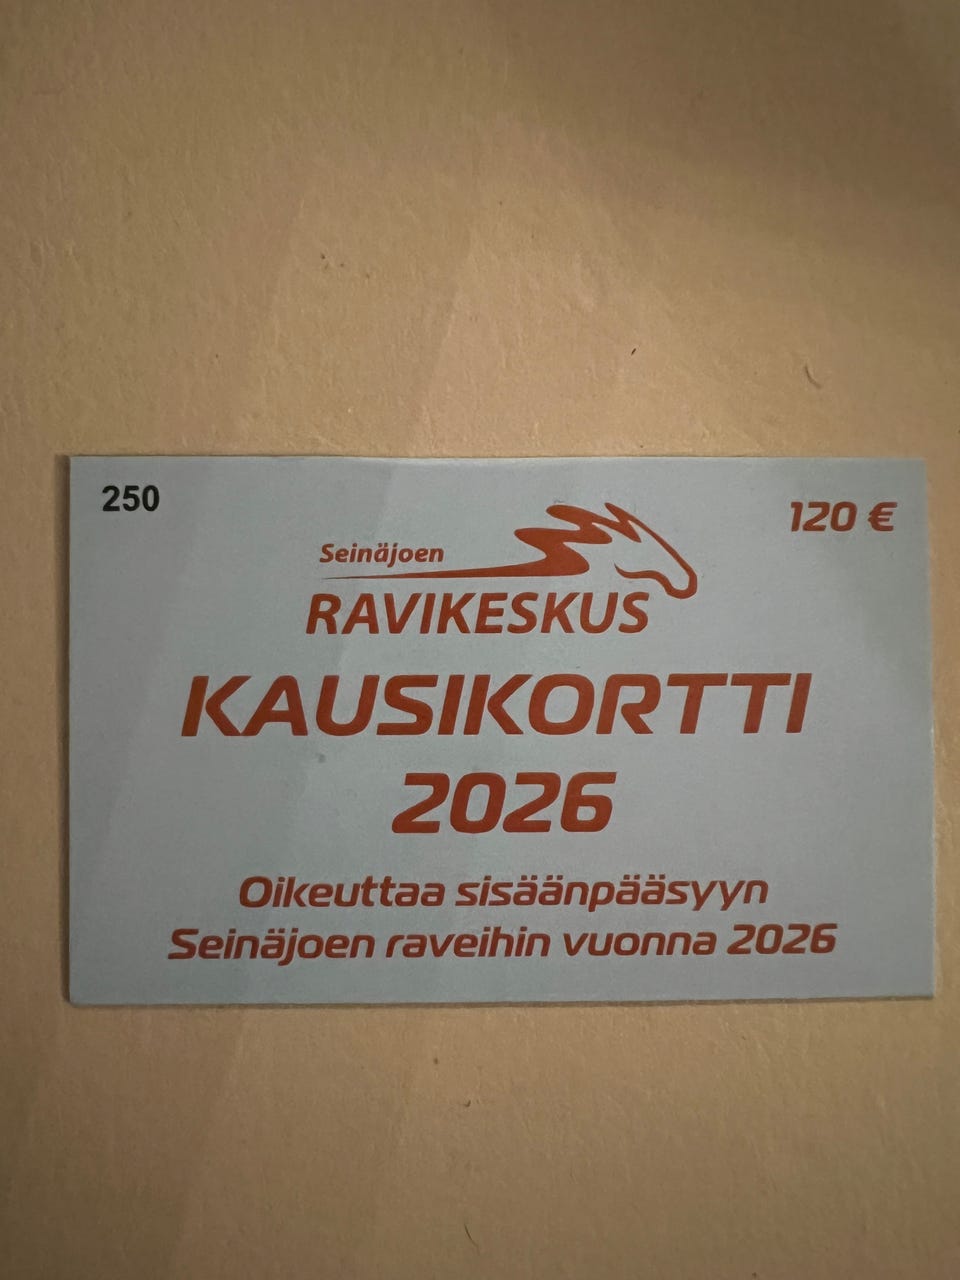 250
120 €
Seinäjoen
RAVIKESKUS
KAUSIKORTTI
2026
Oikeuttaa sisäänpääsyyn
Seinäjoen raveihin vuonna 2026